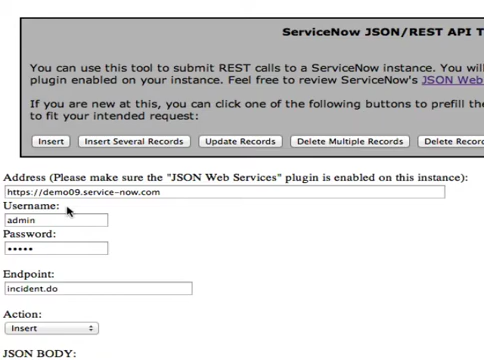 ServiceNow JSON/REST API T
You can use this tool to submit REST calls to a ServiceNow instance. You will
plugin enabled on your instance. Feel free to review ServiceNow's JSON Web
If you are new at this, you can click one of the following buttons to prefill the
to fit your intended request:
Insert Insert Several Records Update Records Delete Multiple Records Delete Recor
Address (Please make sure the "JSON Web Services" plugin is enabled on this instance):
https://demo09.service-now.com
Username:
admin
Password:
•••••
Endpoint:
incident.do
Action:
Insert
JSON BODY: